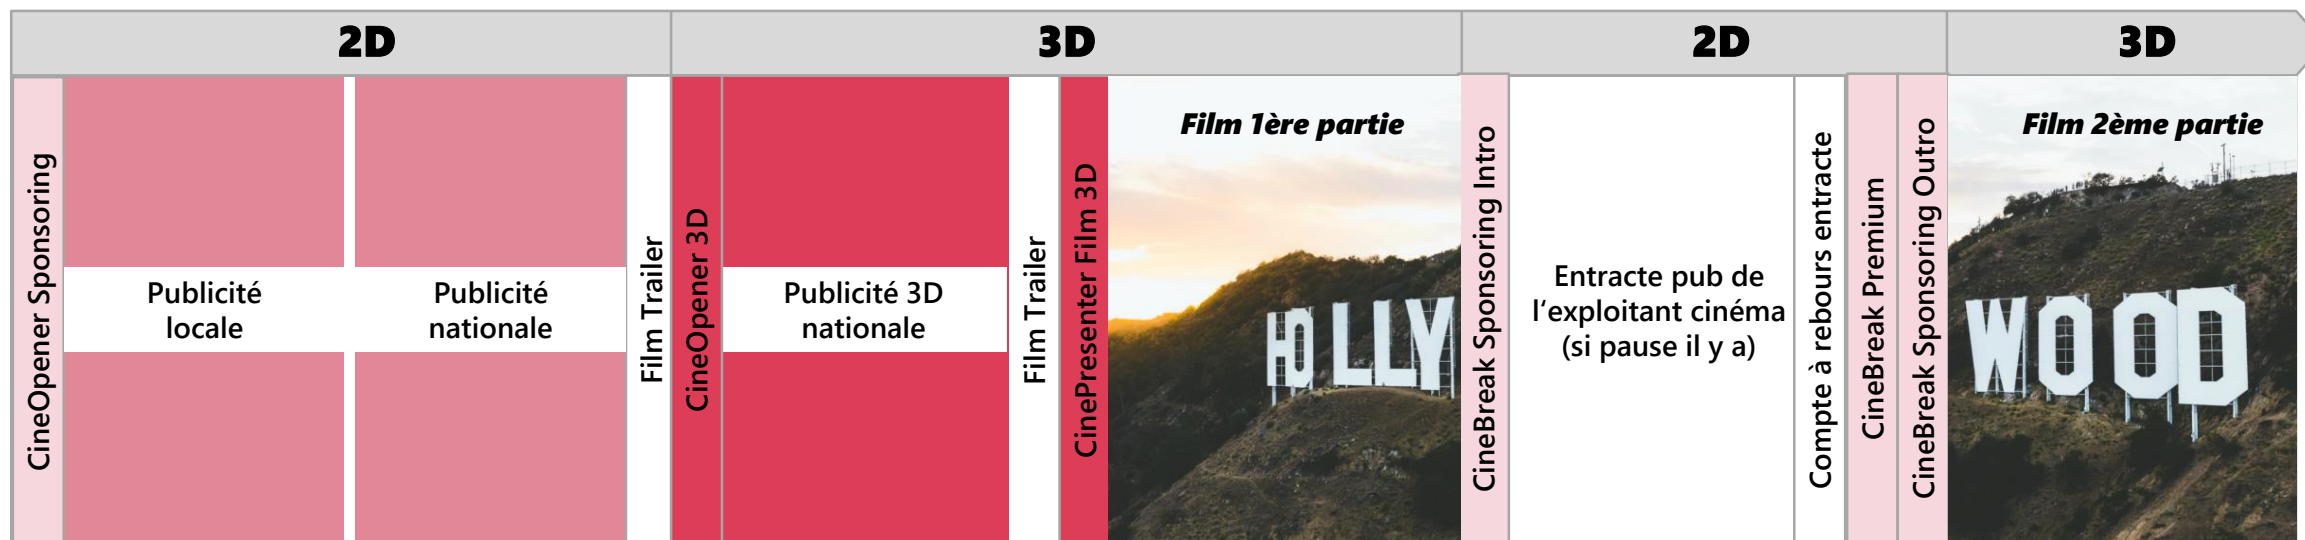 2D
3D
2D
3D
CineOpener Sponsoring
Publicité
locale
Publicité
nationale
Film Trailer
CineOpener 3D
Publicité 3D
nationale
Film Trailer
CinePresenter Film 3D
Film 1ère partie
HOLLY
CineBreak Sponsoring Intro
Entracte pub de
l‘exploitant cinéma
(si pause il y a)
Compte à rebours entracte
CineBreak Premium
CineBreak Sponsoring Outro
Film 2ème partie
WOOD